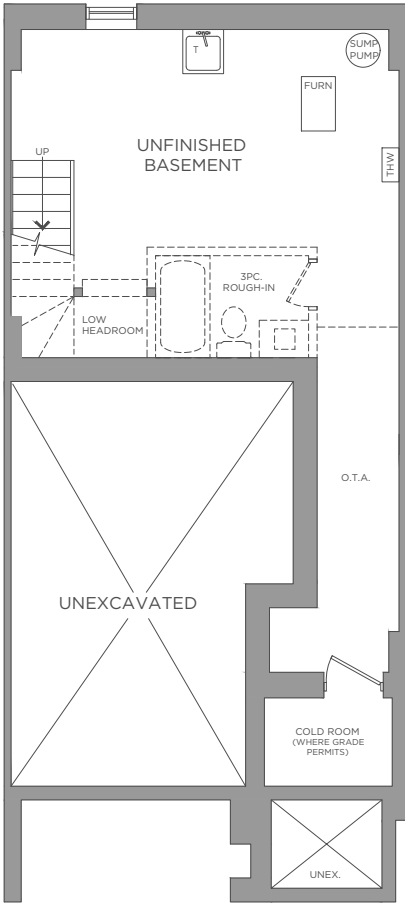 T
SUMP
PUMP
FURN
UNFINISHED
BASEMENT
UP
THW
3PC.
ROUGH-IN
LOW
HEADROOM
O.T.A.
UNEXCAVATED
COLD ROOM
(WHERE GRADE
PERMITS)
UNEX.